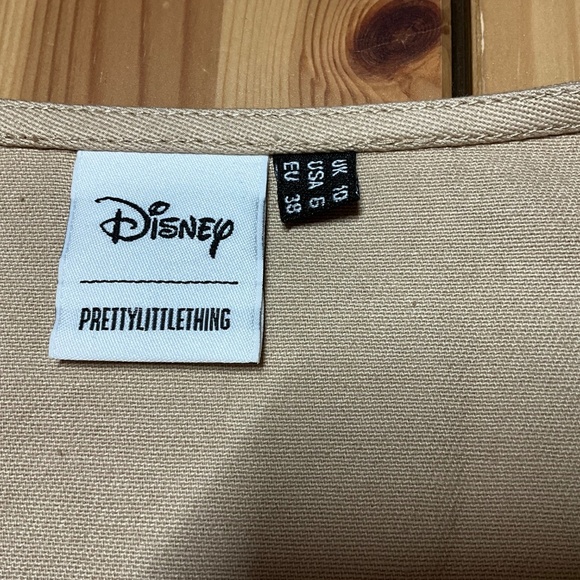 Disney
PRETTYLITTLETHING
UK 10
USA 6
EU 38